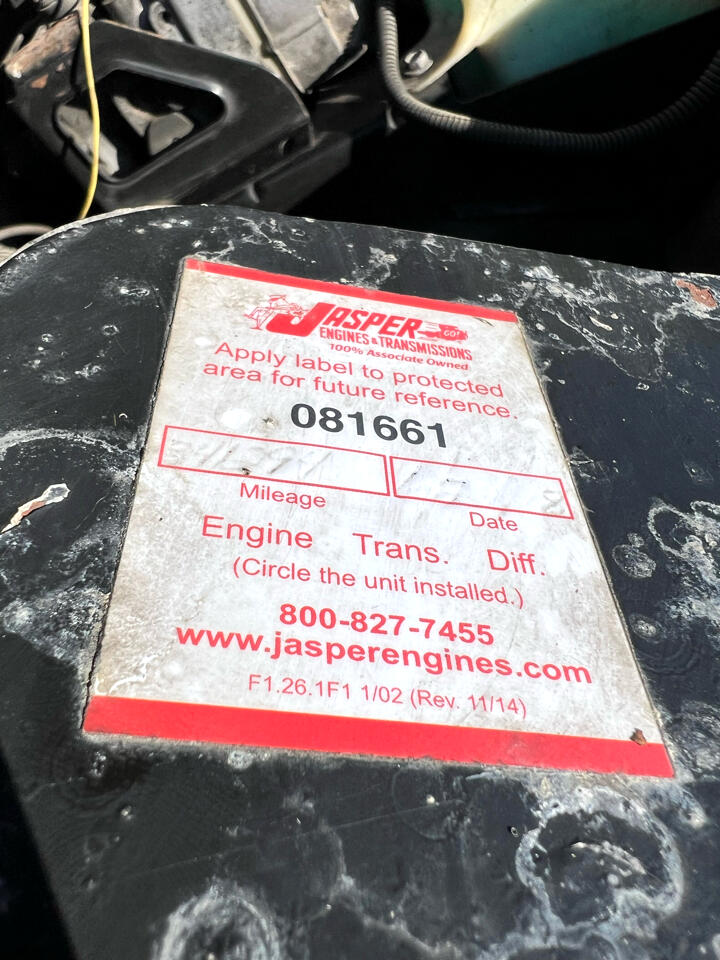 JASPER GO!
ENGINES & TRANSMISSIONS
100% Associate Owned
Apply label to protected
area for future reference.
081661
Mileage Date
Engine Trans. Diff.
(Circle the unit installed.)
800-827-7455
www.jasperengines.com
F1.26.1F1 1/02 (Rev. 11/14)